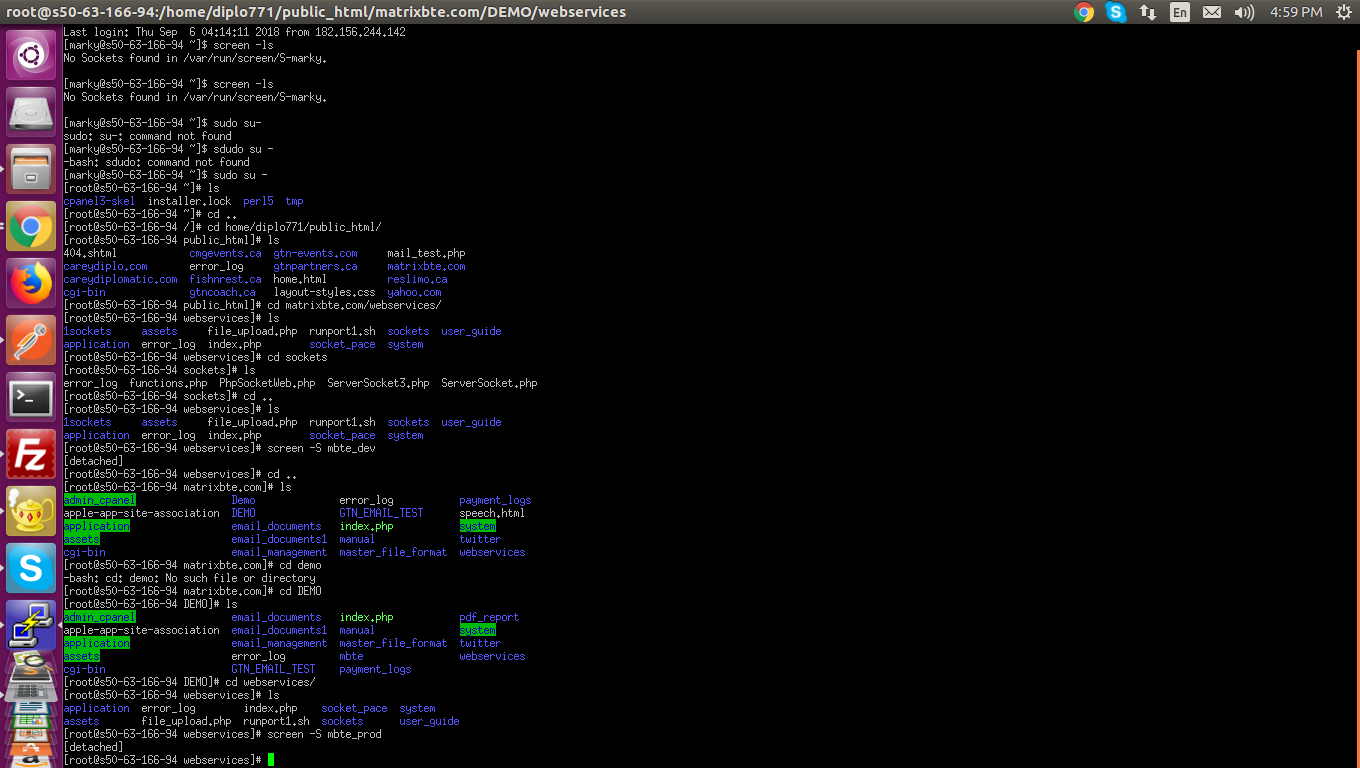 root@s50-63-166-94:/home/diplo771/public_html/matrixbte.com/DEMO/webservices
En
4:59 PM
Last login: Thu Sep  6 04:14:11 2018 from 182.156.244.142
[marky@s50-63-166-94 ~]$ screen -ls
No Sockets found in /var/run/screen/S-marky.
[marky@s50-63-166-94 ~]$ screen -ls
No Sockets found in /var/run/screen/S-marky.
[marky@s50-63-166-94 ~]$ sudo su-
sudo: su-: command not found
[marky@s50-63-166-94 ~]$ sdudo su -
-bash: sdudo: command not found
[marky@s50-63-166-94 ~]$ sudo su -
[root@s50-63-166-94 ~]# ls
cpanel3-skel  installer.lock  perl5  tmp
[root@s50-63-166-94 ~]# cd ..
[root@s50-63-166-94 /]# cd home/diplo771/public_html/
[root@s50-63-166-94 public_html]# ls
404.shtml            cmgevents.ca  gtn-events.com     mail_test.php
careydiplo.com       error_log     gtnpartners.ca     matrixbte.com
careydiplomatic.com  fishnrest.ca  home.html          reslimo.ca
cgi-bin              gtncoach.ca   layout-styles.css  yahoo.com
[root@s50-63-166-94 public_html]# cd matrixbte.com/webservices/
[root@s50-63-166-94 webservices]# ls
1sockets     assets     file_upload.php  runport1.sh  sockets  user_guide
application  error_log  index.php        socket_pace  system
[root@s50-63-166-94 webservices]# cd sockets
[root@s50-63-166-94 sockets]# ls
error_log  functions.php  PhpSocketWeb.php  ServerSocket3.php  ServerSocket.php
[root@s50-63-166-94 sockets]# cd ..
[root@s50-63-166-94 webservices]# ls
1sockets     assets     file_upload.php  runport1.sh  sockets  user_guide
application  error_log  index.php        socket_pace  system
[root@s50-63-166-94 webservices]# screen -S mbte_dev
[detached]
[root@s50-63-166-94 webservices]# cd ..
[root@s50-63-166-94 matrixbte.com]# ls
admin_cpanel                Demo              error_log           payment_logs
apple-app-site-association  DEMO              GTN_EMAIL_TEST      speech.html
application                 email_documents   index.php           system
assets                      email_documents1  manual              twitter
cgi-bin                     email_management  master_file_format  webservices
[root@s50-63-166-94 matrixbte.com]# cd demo
-bash: cd: demo: No such file or directory
[root@s50-63-166-94 matrixbte.com]# cd DEMO
[root@s50-63-166-94 DEMO]# ls
admin_cpanel                email_documents   index.php           pdf_report
apple-app-site-association  email_documents1  manual              system
application                 email_management  master_file_format  twitter
assets                      error_log         mbte                webservices
cgi-bin                     GTN_EMAIL_TEST    payment_logs
[root@s50-63-166-94 DEMO]# cd webservices/
[root@s50-63-166-94 webservices]# ls
application  error_log        index.php    socket_pace  system
assets       file_upload.php  runport1.sh  sockets      user_guide
[root@s50-63-166-94 webservices]# screen -S mbte_prod
[detached]
[root@s50-63-166-94 webservices]#